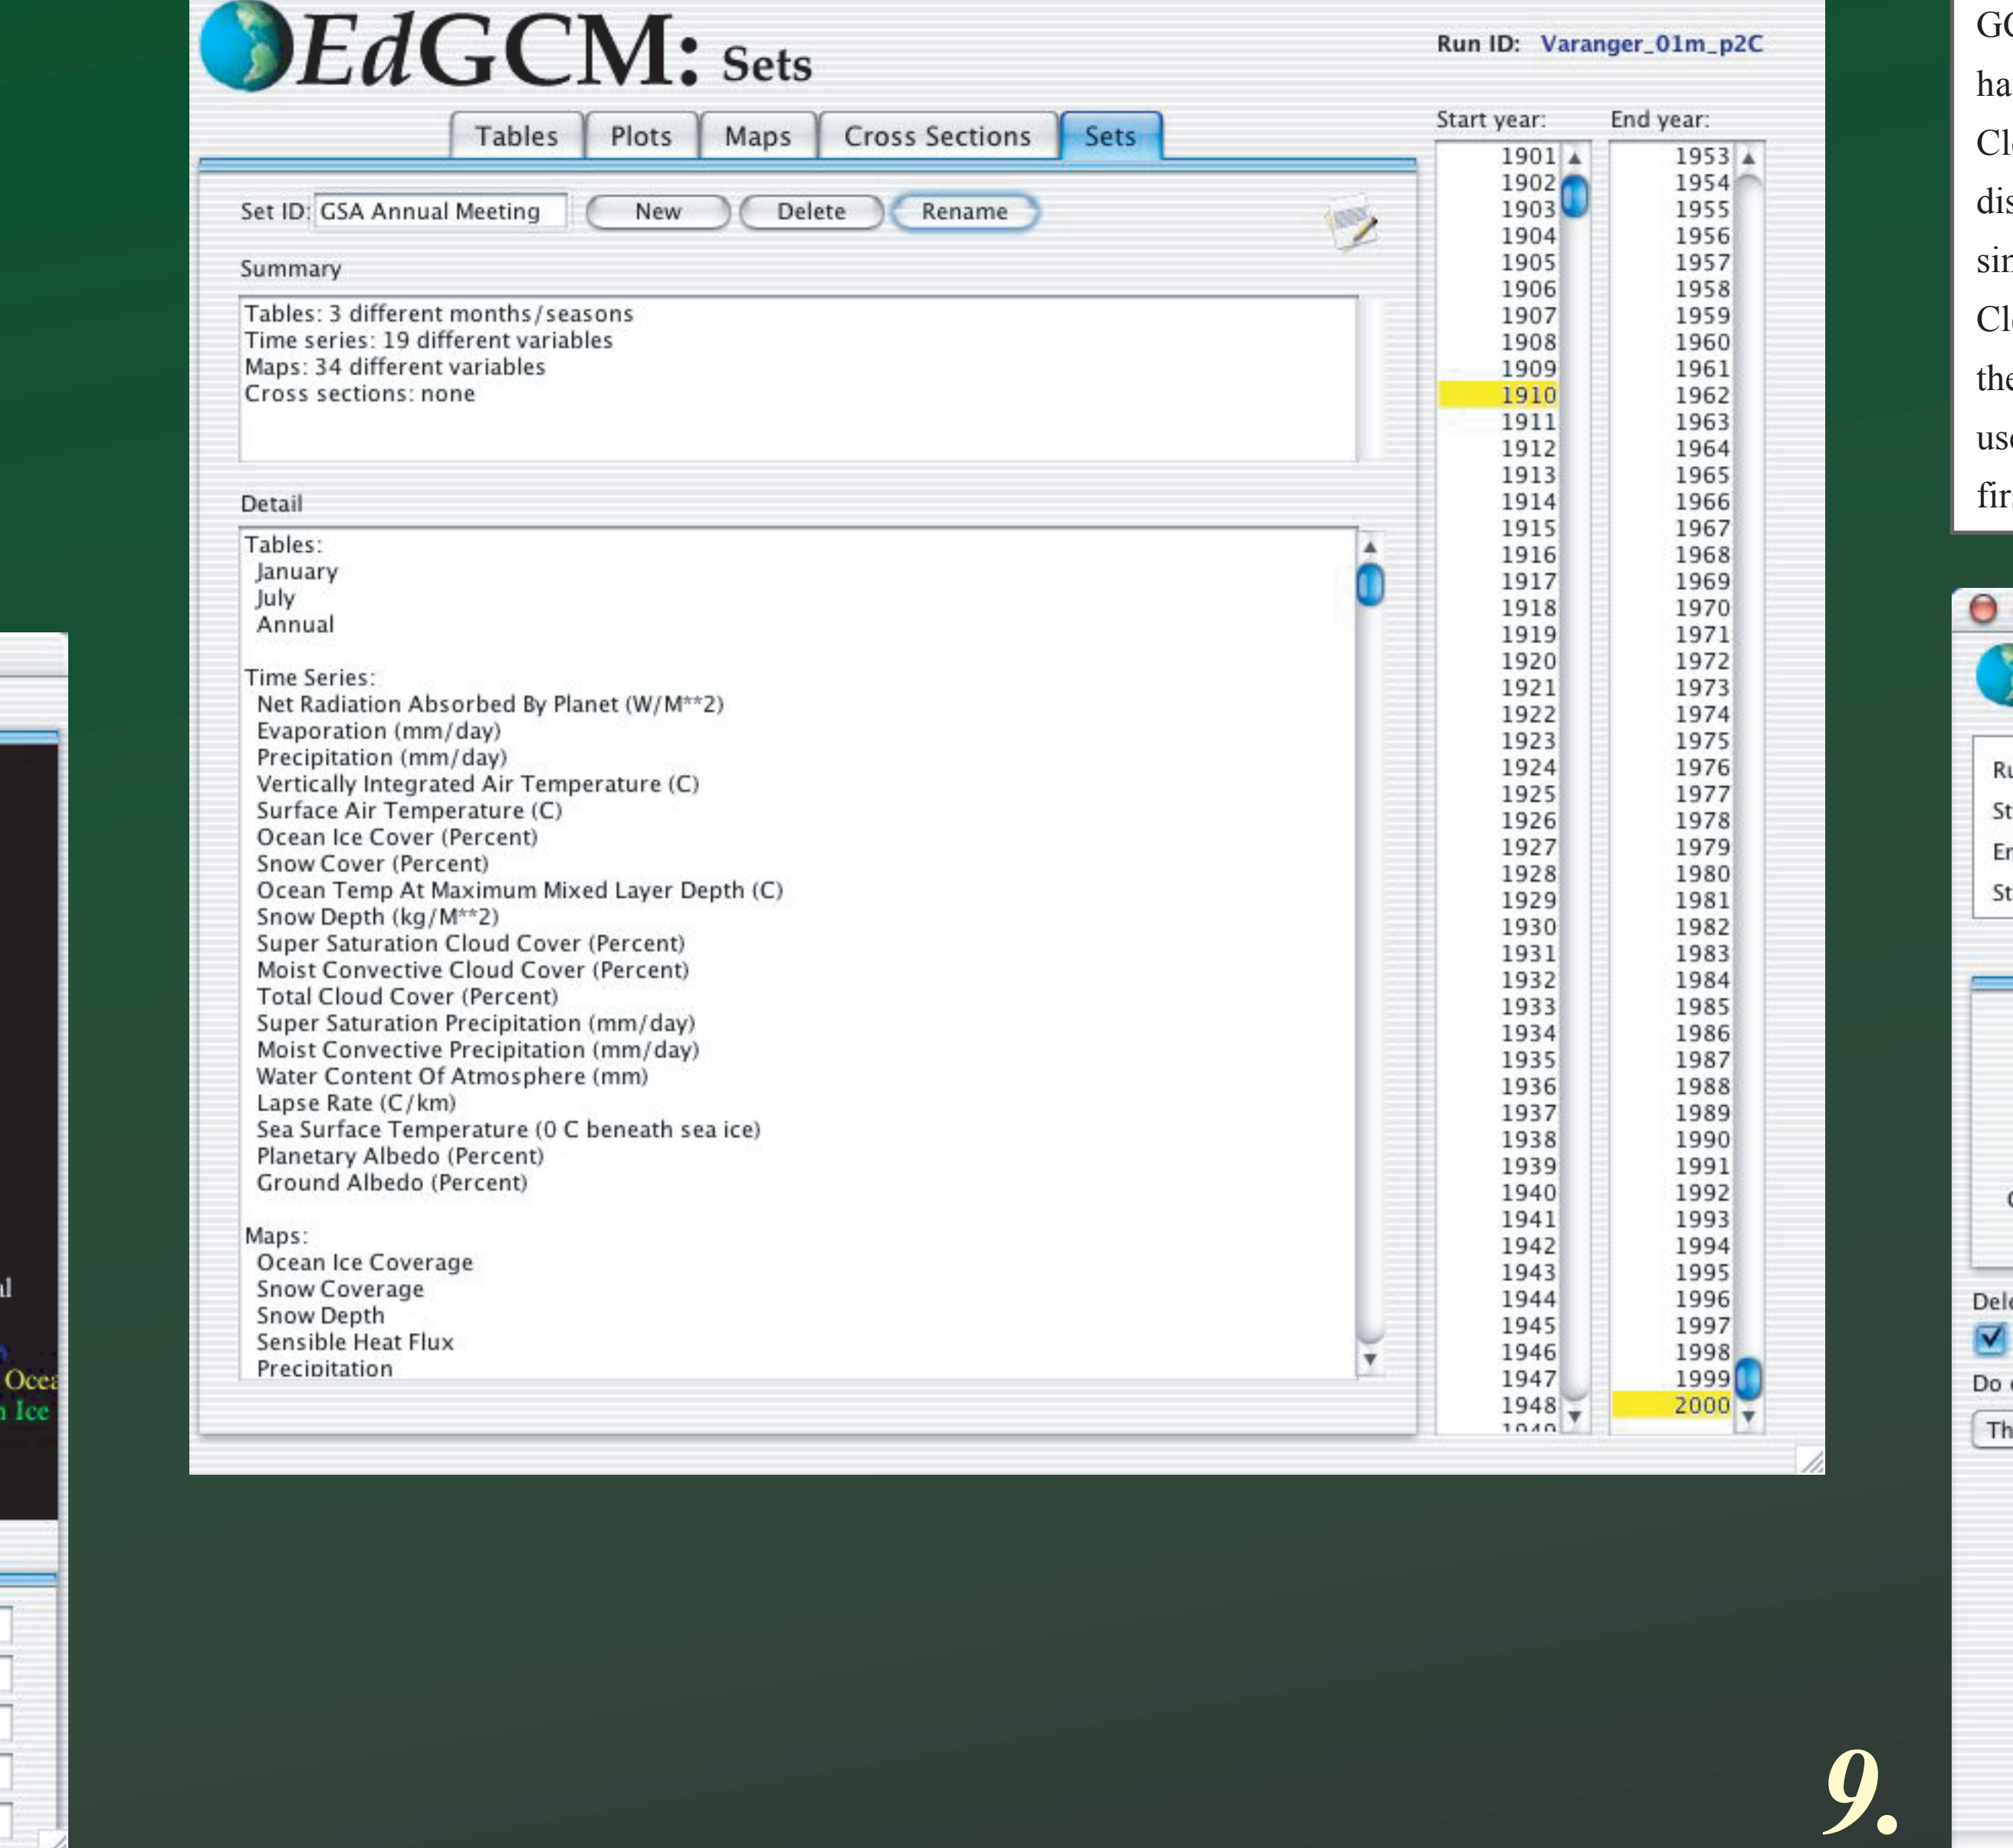 EdGCM: Sets
Run ID: Varanger_01m_p2C
Tables Plots Maps Cross Sections Sets
Set ID: GSA Annual Meeting New Delete Rename
Summary
Tables: 3 different months/seasons
Time series: 19 different variables
Maps: 34 different variables
Cross sections: none
Detail
Tables:
January
July
Annual
Time Series:
Net Radiation Absorbed By Planet (W/M**2)
Evaporation (mm/day)
Precipitation (mm/day)
Vertically Integrated Air Temperature (C)
Surface Air Temperature (C)
Ocean Ice Cover (Percent)
Snow Cover (Percent)
Ocean Temp At Maximum Mixed Layer Depth (C)
Snow Depth (kg/M**2)
Super Saturation Cloud Cover (Percent)
Moist Convective Cloud Cover (Percent)
Total Cloud Cover (Percent)
Super Saturation Precipitation (mm/day)
Moist Convective Precipitation (mm/day)
Water Content Of Atmosphere (mm)
Lapse Rate (C/km)
Sea Surface Temperature (0 C beneath sea ice)
Planetary Albedo (Percent)
Ground Albedo (Percent)
Maps:
Ocean Ice Coverage
Snow Coverage
Snow Depth
Sensible Heat Flux
Precipitation
Start year: End year:
1901 1953
1902 1954
1903 1955
1904 1956
1905 1957
1906 1958
1907 1959
1908 1960
1909 1961
1910 1962
1911 1963
1912 1964
1913 1965
1914 1966
1915 1967
1916 1968
1917 1969
1918 1970
1919 1971
1920 1972
1921 1973
1922 1974
1923 1975
1924 1976
1925 1977
1926 1978
1927 1979
1928 1980
1929 1981
1930 1982
1931 1983
1932 1984
1933 1985
1934 1986
1935 1987
1936 1988
1937 1989
1938 1990
1939 1991
1940 1992
1941 1993
1942 1994
1943 1995
1944 1996
1945 1997
1946 1998
1947 1999
1948 2000
1949
Ice
Do
9.